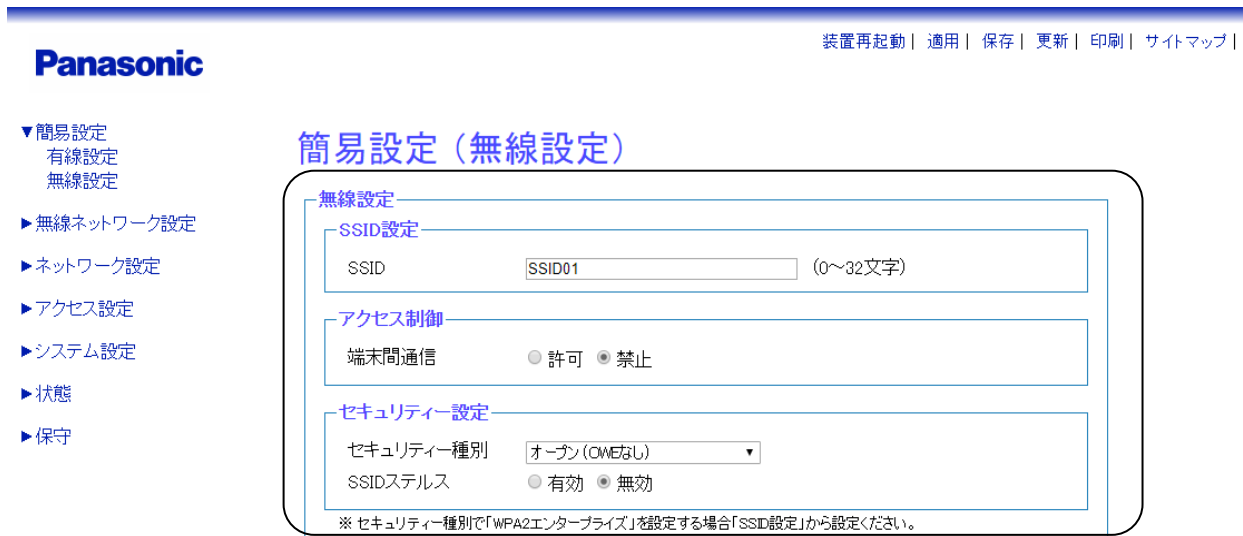 装置再起動| 適用| 保存| 更新| 印刷| サイトマップ|
Panasonic
▼簡易設定
有線設定
無線設定
▶無線ネットワーク設定
▶ネットワーク設定
▶アクセス設定
▶システム設定
▶状態
▶保守
簡易設定（無線設定）
無線設定
SSID設定
SSID SSID01 (0～32文字)
アクセス制御
端末間通信 許可 禁止
セキュリティー設定
セキュリティー種別 オープン(OWEなし)
SSIDステルス 有効 無効
※ セキュリティー種別で「WPA2エンタープライズ」を設定する場合「SSID設定」から設定ください。